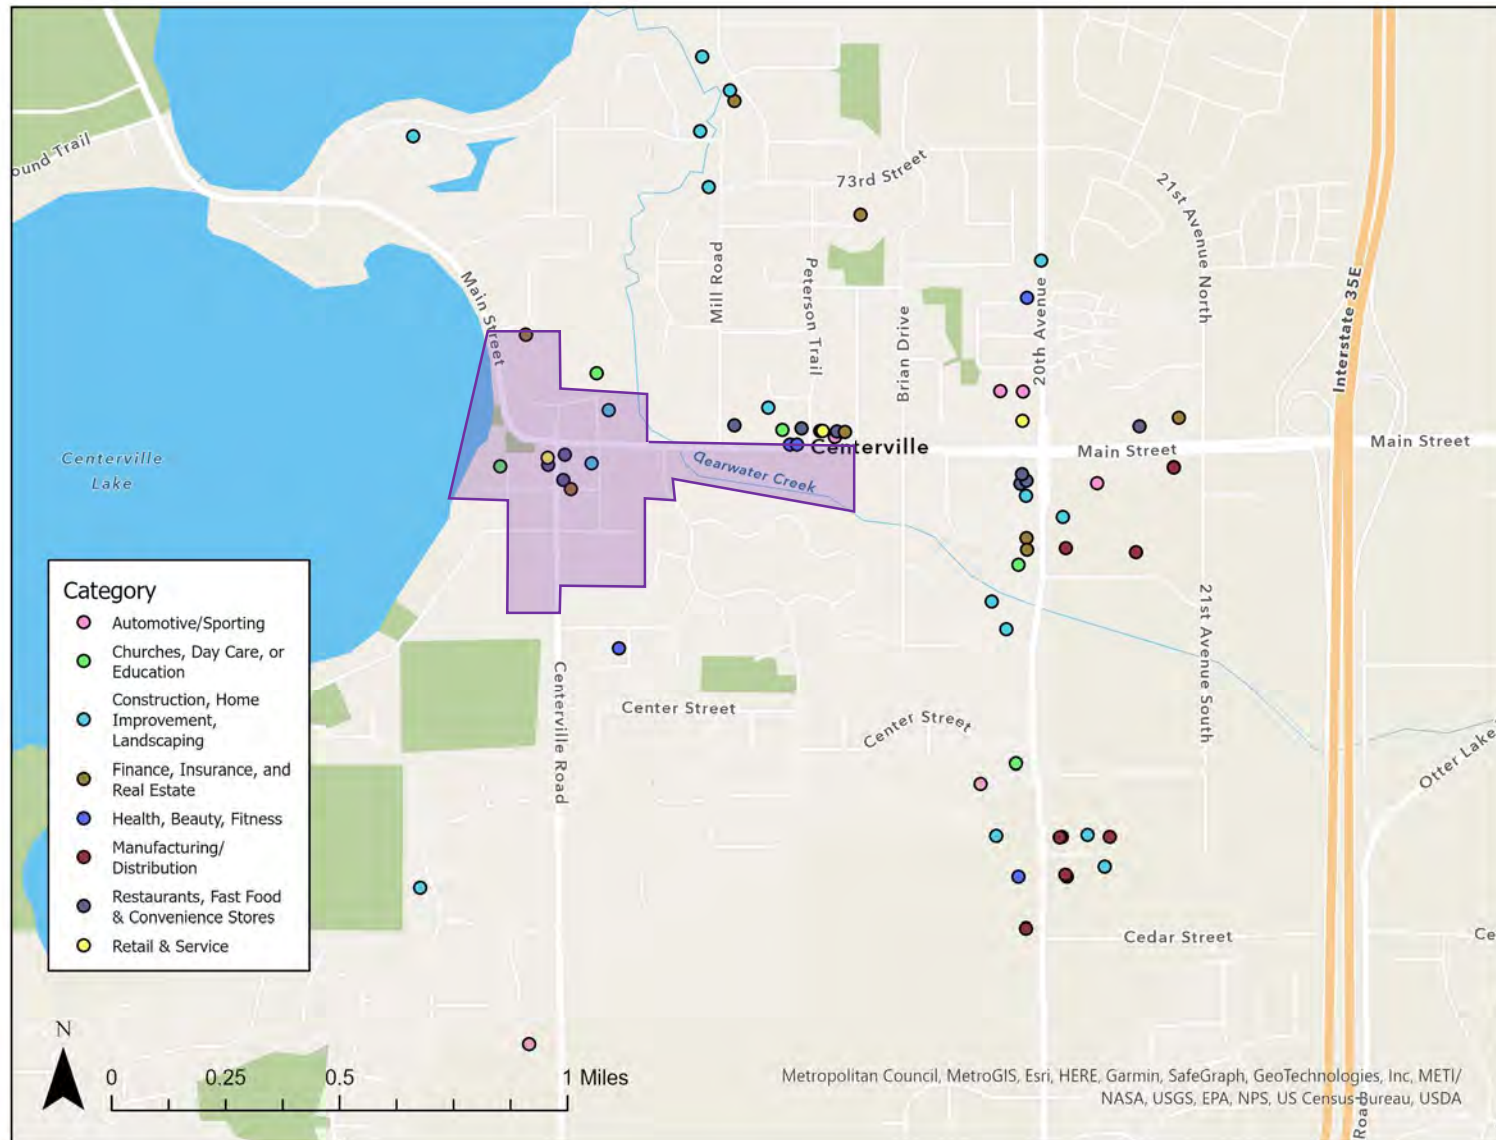 ound Trail
73rd Street
21st Avenue North
Main Street
Mill Road
Peterson Trail
Brian Drive
20th Avenue
Interstate 35E
Centerville
Main Street
Main Street
Centerville
Lake
Clearwater Creek
Category
Automotive/Sporting
Churches, Day Care, or
Education
Construction, Home
Improvement,
Landscaping
Finance, Insurance, and
Real Estate
Health, Beauty, Fitness
Manufacturing/
Distribution
Restaurants, Fast Food
& Convenience Stores
Retail & Service
Centerville Road
Center Street
Center Street
21st Avenue South
Otter Lake
Cedar Street
Ce
N
0 0.25 0.5 1 Miles
Metropolitan Council, MetroGIS, Esri, HERE, Garmin, SafeGraph, GeoTechnologies, Inc, METI/
NASA, USGS, EPA, NPS, US Census Bureau, USDA
Road